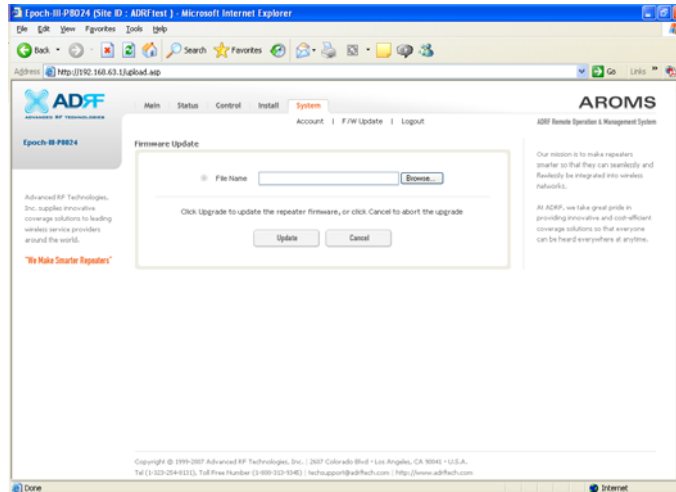 Epoch-III-P8024 (Site ID : ADRFtest ) - Microsoft Internet Explorer
File Edit View Favorites Tools Help
Back Search Favorites
Address http://192.168.63.1/upload.asp Go Links
ADRF
ADVANCED RF TECHNOLOGIES
Main Status Control Install System
AROMS
Account | F/W Update | Logout
ADRF Remote Operation & Management System
Epoch-III-P8024
Firmware Update
File Name Browse...
Click Upgrade to update the repeater firmware, or click Cancel to abort the upgrade
Update Cancel
Advanced RF Technologies,
Inc. supplies innovative
coverage solutions to leading
wireless service providers
around the world.
"We Make Smarter Repeaters"
Our mission is to make repeaters
smarter so that they can seamlessly and
flawlessly be integrated into wireless
networks.
At ADRF, we take great pride in
providing innovative and cost-efficient
coverage solutions so that everyone
can be heard everywhere at anytime.
Copyright © 1999-2007 Advanced RF Technologies, Inc. | 2607 Colorado Blvd • Los Angeles, CA 90041 • U.S.A.
Tel (1-323-254-8131), Toll Free Number | techsupport@adrftech.com | http://www.adrftech.com
Done Internet